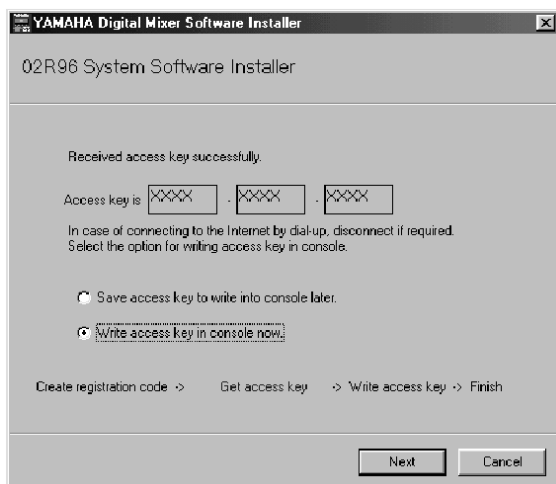 YAMAHA Digital Mixer Software Installer
02R96 System Software Installer
Received access key successfully.
Access key is XXXX . XXXX . XXXX
In case of connecting to the Internet by dial-up, disconnect if required.
Select the option for writing access key in console.
Save access key to write into console later.
Write access key in console now.
Create registration code -> Get access key -> Write access key -> Finish
Next Cancel